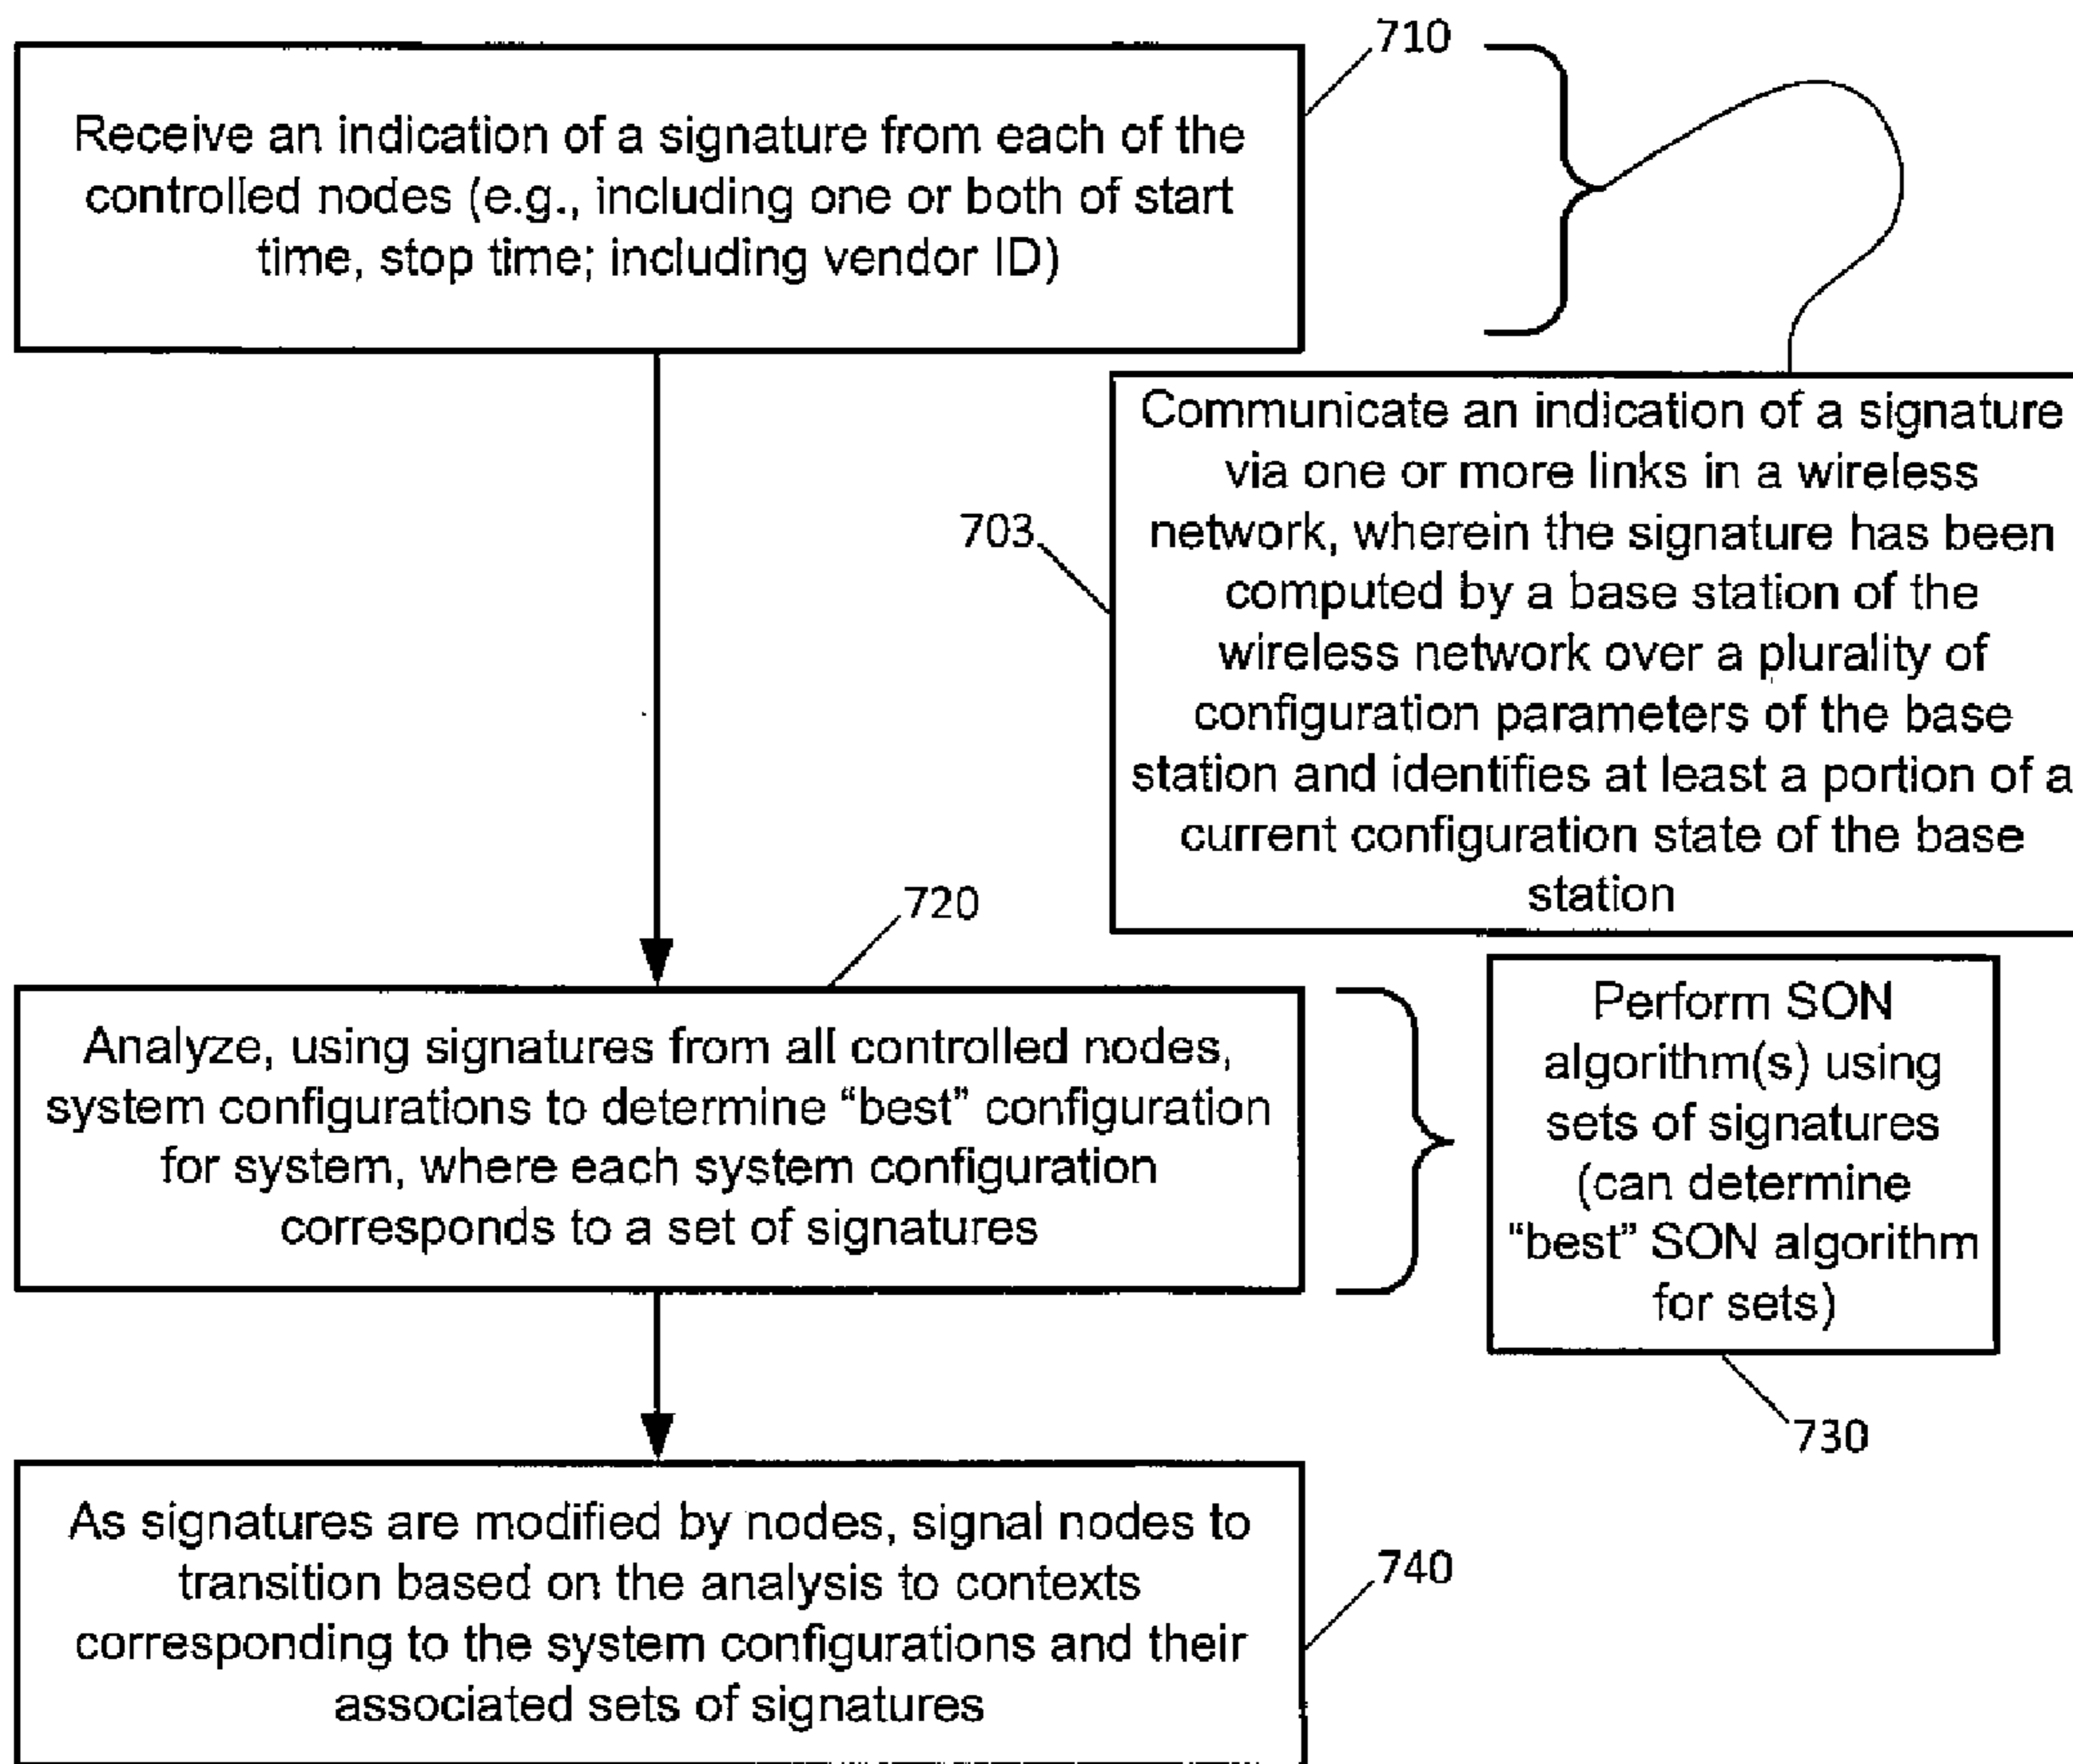 710
Receive an indication of a signature from each of the
controlled nodes (e.g., including one or both of start
time, stop time; including vendor ID)
703
Communicate an indication of a signature
via one or more links in a wireless
network, wherein the signature has been
computed by a base station of the
wireless network over a plurality of
configuration parameters of the base
station and identifies at least a portion of a
current configuration state of the base
station
720
Analyze, using signatures from all controlled nodes,
system configurations to determine “best” configuration
for system, where each system configuration
corresponds to a set of signatures
Perform SON
algorithm(s) using
sets of signatures
(can determine
“best” SON algorithm
for sets)
730
As signatures are modified by nodes, signal nodes to
transition based on the analysis to contexts
corresponding to the system configurations and their
associated sets of signatures
740